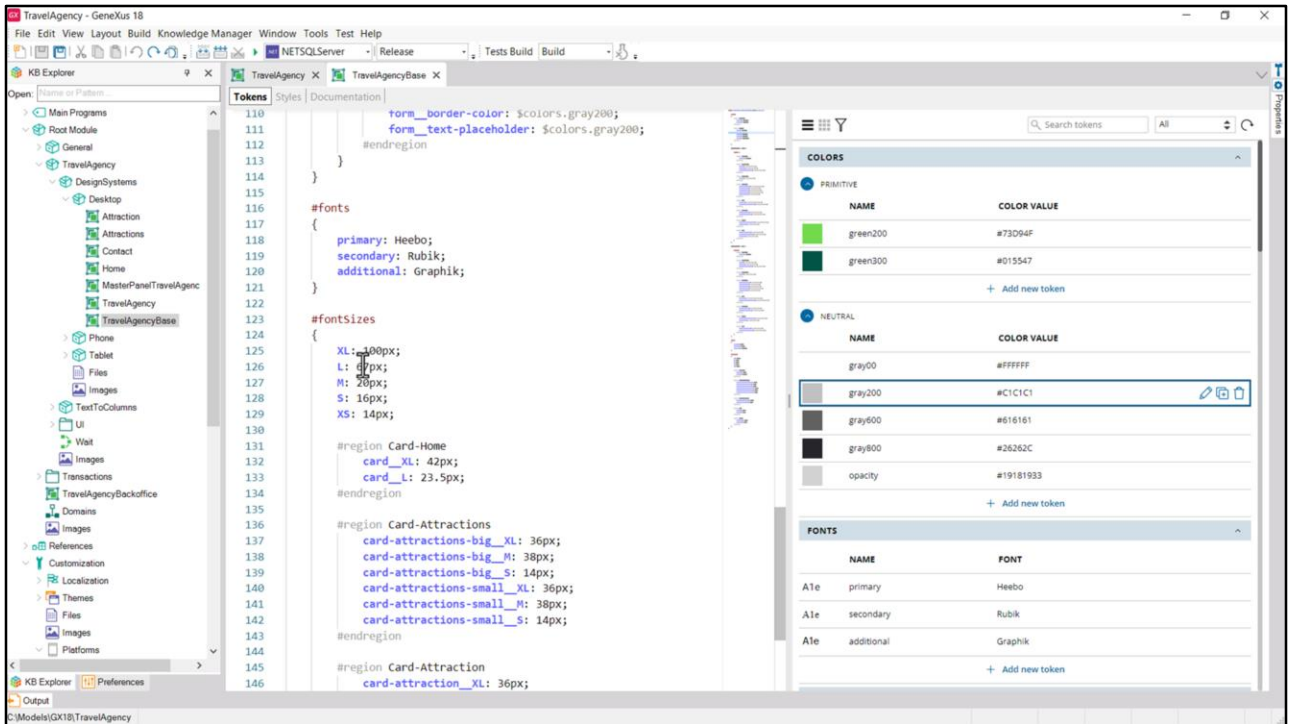 TravelAgency - GeneXus 18
File Edit View Layout Build Knowledge Manager Window Tools Test Help
NETSQLServer Release Tests Build Build
KB Explorer
Open: Name or Pattern...
Main Programs
Root Module
General
TravelAgency
DesignSystems
Desktop
Attraction
Attractions
Contact
Home
MasterPanelTravelAgenc
TravelAgency
TravelAgencyBase
Phone
Tablet
Files
Images
TextToColumns
UI
Wait
Images
Transactions
TravelAgencyBackoffice
Domains
Images
References
Customization
Localization
Themes
Files
Images
Platforms
KB Explorer Preferences
Output
C:\Models\GX18\TravelAgency
TravelAgency TravelAgencyBase
Tokens Styles Documentation
110 form__border-color: $colors.gray200;
111 form__text-placeholder: $colors.gray200;
112 #endregion
113 }
114 }
115
116 #fonts
117 {
118 primary: Heebo;
119 secondary: Rubik;
120 additional: Graphik;
121 }
122
123 #fontSizes
124 {
125 XL: 100px;
126 L: 67px;
127 M: 20px;
128 S: 16px;
129 XS: 14px;
130
131 #region Card-Home
132 card__XL: 42px;
133 card__L: 23.5px;
134 #endregion
135
136 #region Card-Attractions
137 card-attractions-big__XL: 36px;
138 card-attractions-big__M: 38px;
139 card-attractions-big__S: 14px;
140 card-attractions-small__XL: 36px;
141 card-attractions-small__M: 38px;
142 card-attractions-small__S: 14px;
143 #endregion
144
145 #region Card-Attraction
146 card-attraction__XL: 36px;
Search tokens All
COLORS
PRIMITIVE
NAME COLOR VALUE
green200 #73D94F
green300 #015547
+ Add new token
NEUTRAL
NAME COLOR VALUE
gray00 #FFFFFF
gray200 #C1C1C1
gray600 #616161
gray800 #26262C
opacity #19181933
+ Add new token
FONTS
NAME FONT
A1e primary Heebo
A1e secondary Rubik
A1e additional Graphik
+ Add new token
Properties